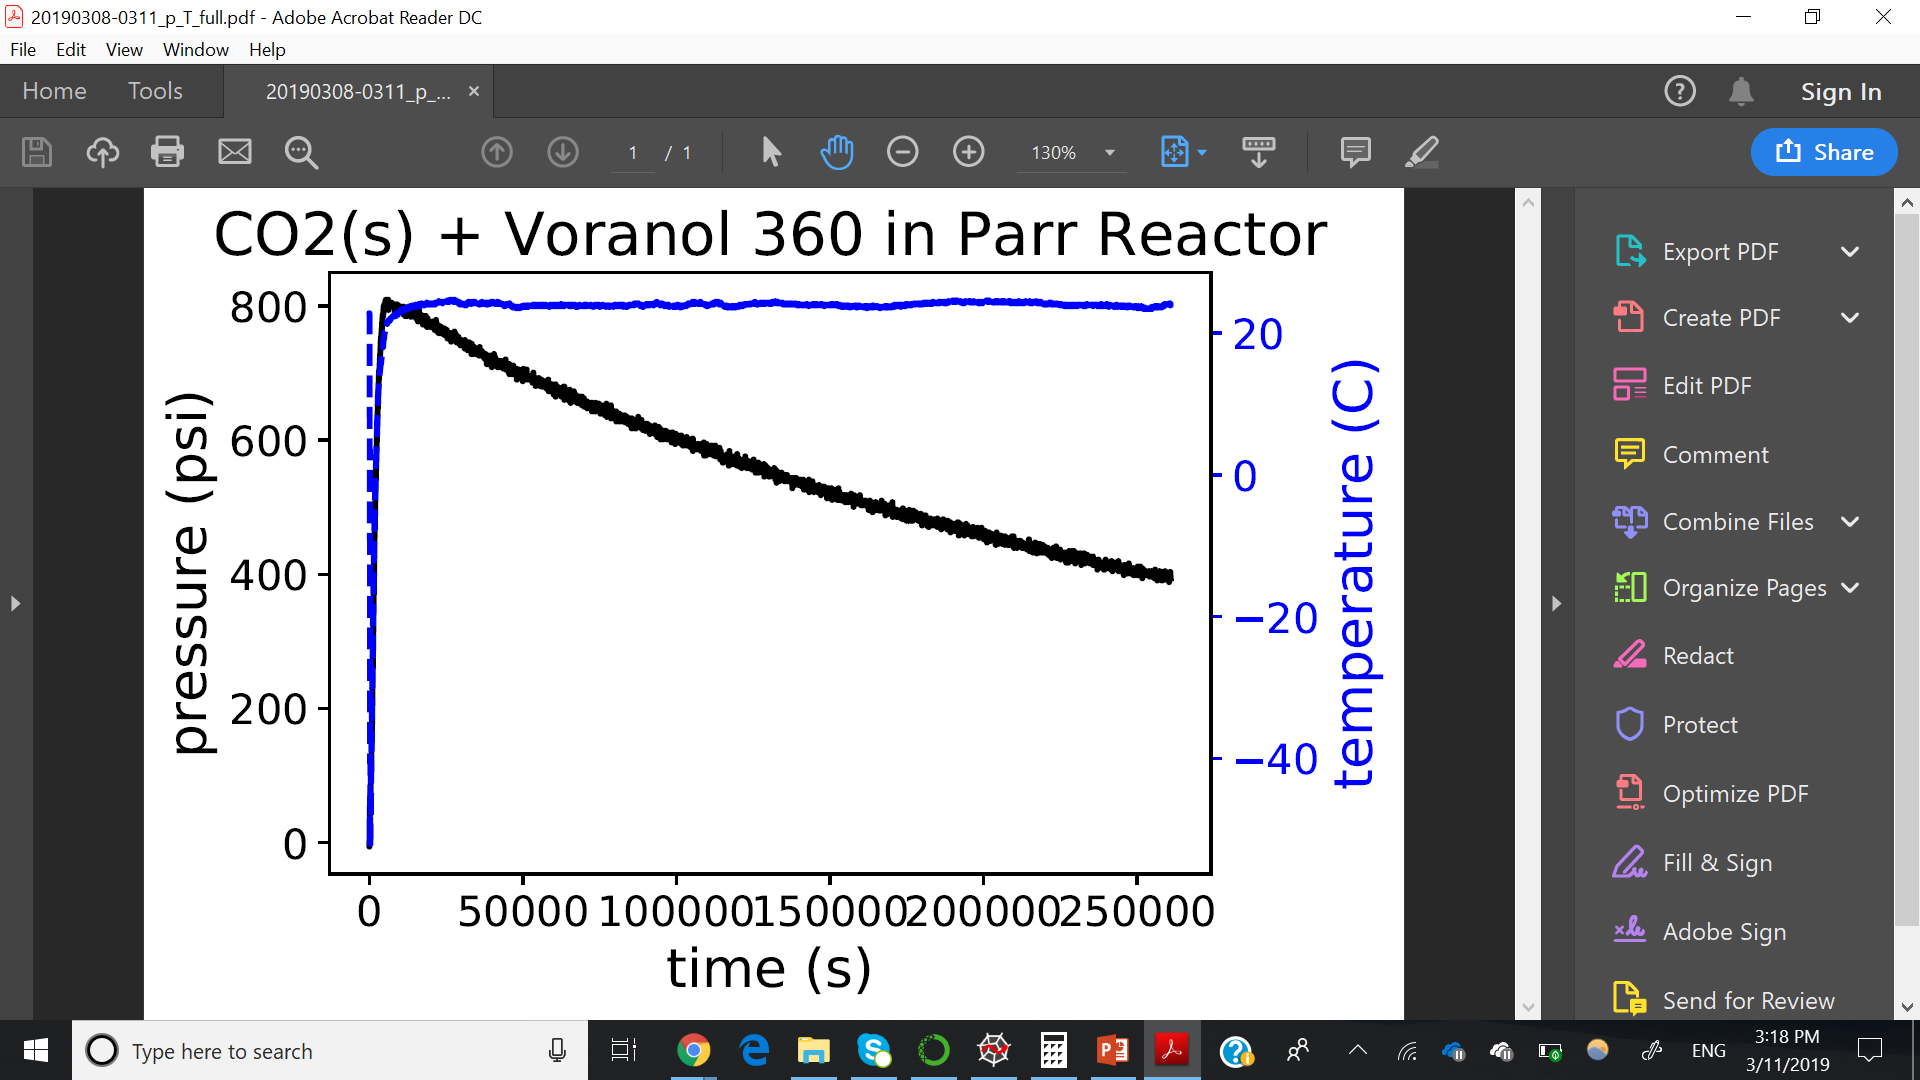 20190308-0311_p_T_full.pdf - Adobe Acrobat Reader DC
File Edit View Window Help
Home Tools 20190308-0311_p_... × Sign In
1 / 1 130% Share
CO2(s) + Voranol 360 in Parr Reactor
800
600
400
200
0
pressure (psi)
20
0
−20
−40
temperature (C)
0 50000 100000 150000 200000 250000
time (s)
Export PDF
Create PDF
Edit PDF
Comment
Combine Files
Organize Pages
Redact
Protect
Optimize PDF
Fill & Sign
Adobe Sign
Send for Review
Type here to search
ENG
3:18 PM
3/11/2019